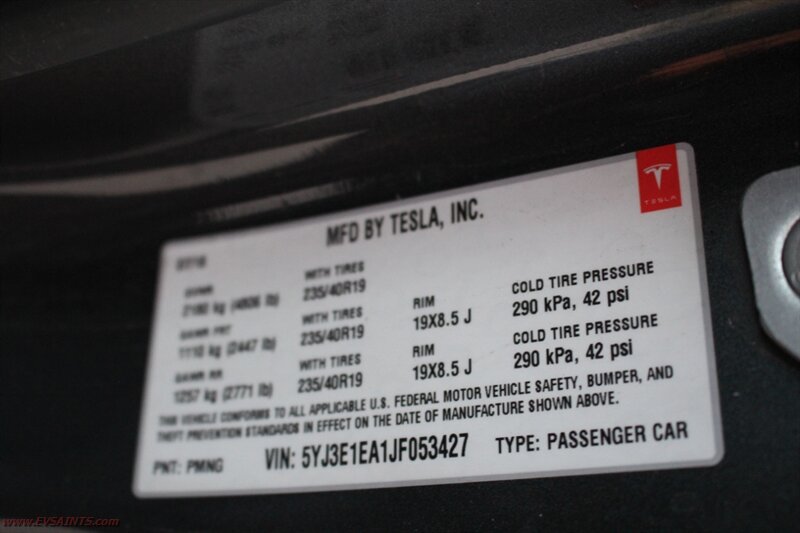 MFD BY TESLA, INC.
TESLA
07/18
GVWR WITH TIRES
2180 kg (4806 lb) 235/40R19
GAWR FRT WITH TIRES RIM COLD TIRE PRESSURE
1110 kg (2447 lb) 235/40R19 19X8.5 J 290 kPa, 42 psi
GAWR RR WITH TIRES RIM COLD TIRE PRESSURE
1257 kg (2771 lb) 235/40R19 19X8.5 J 290 kPa, 42 psi
THIS VEHICLE CONFORMS TO ALL APPLICABLE U.S. FEDERAL MOTOR VEHICLE SAFETY, BUMPER, AND
THEFT PREVENTION STANDARDS IN EFFECT ON THE DATE OF MANUFACTURE SHOWN ABOVE.
PNT: PMNG VIN: 5YJ3E1EA1JF053427 TYPE: PASSENGER CAR
www.EVSAINTS.com